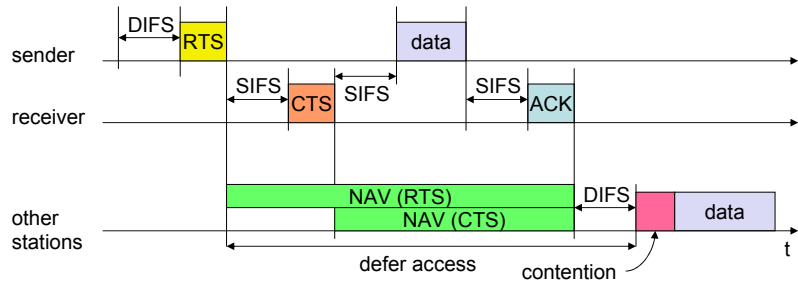 DIFS
RTS
data
sender
SIFS
CTS
SIFS
SIFS
ACK
receiver
NAV (RTS)
DIFS
NAV (CTS)
data
other
stations
t
defer access
contention